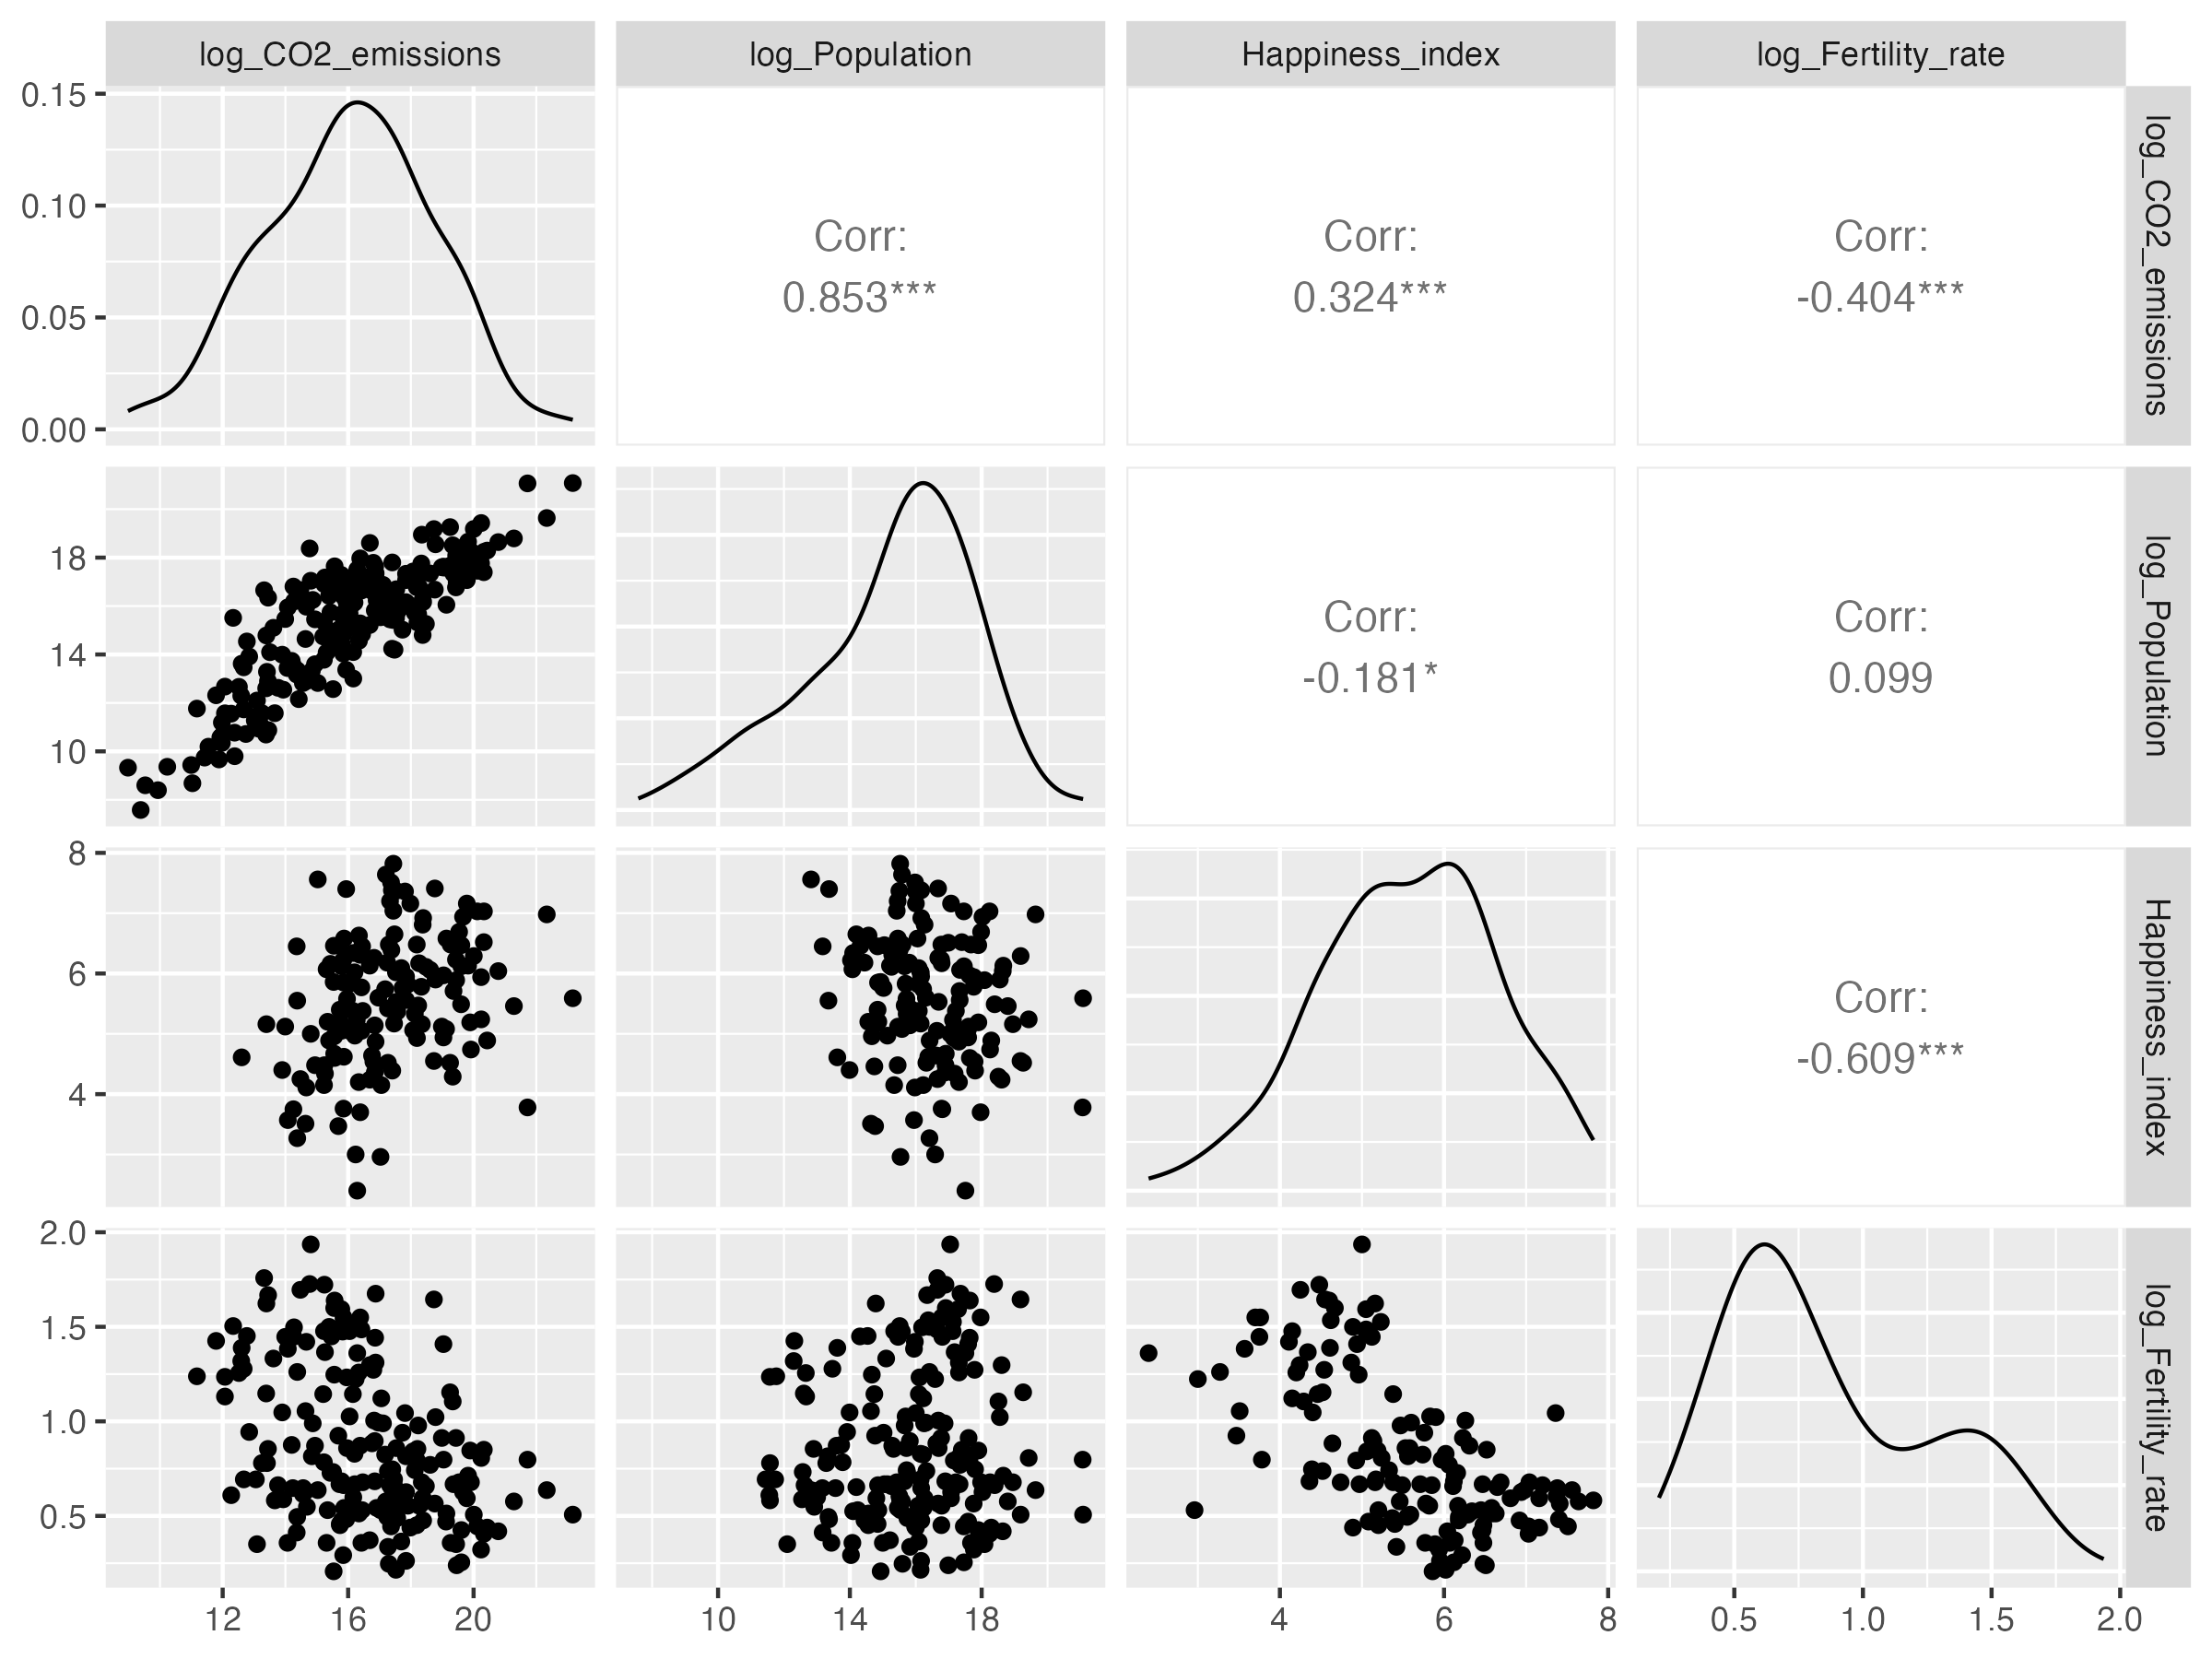 log_CO2_emissions log_Population Happiness_index log_Fertility_rate
0.15
0.10
0.05
0.00
Corr:
0.853***
Corr:
0.324***
Corr:
-0.404***
log_CO2_emissions
18
14
10
Corr:
-0.181*
Corr:
0.099
log_Population
8
6
4
Corr:
-0.609***
Happiness_index
2.0
1.5
1.0
0.5
log_Fertility_rate
12 16 20 10 14 18 4 6 8 0.5 1.0 1.5 2.0